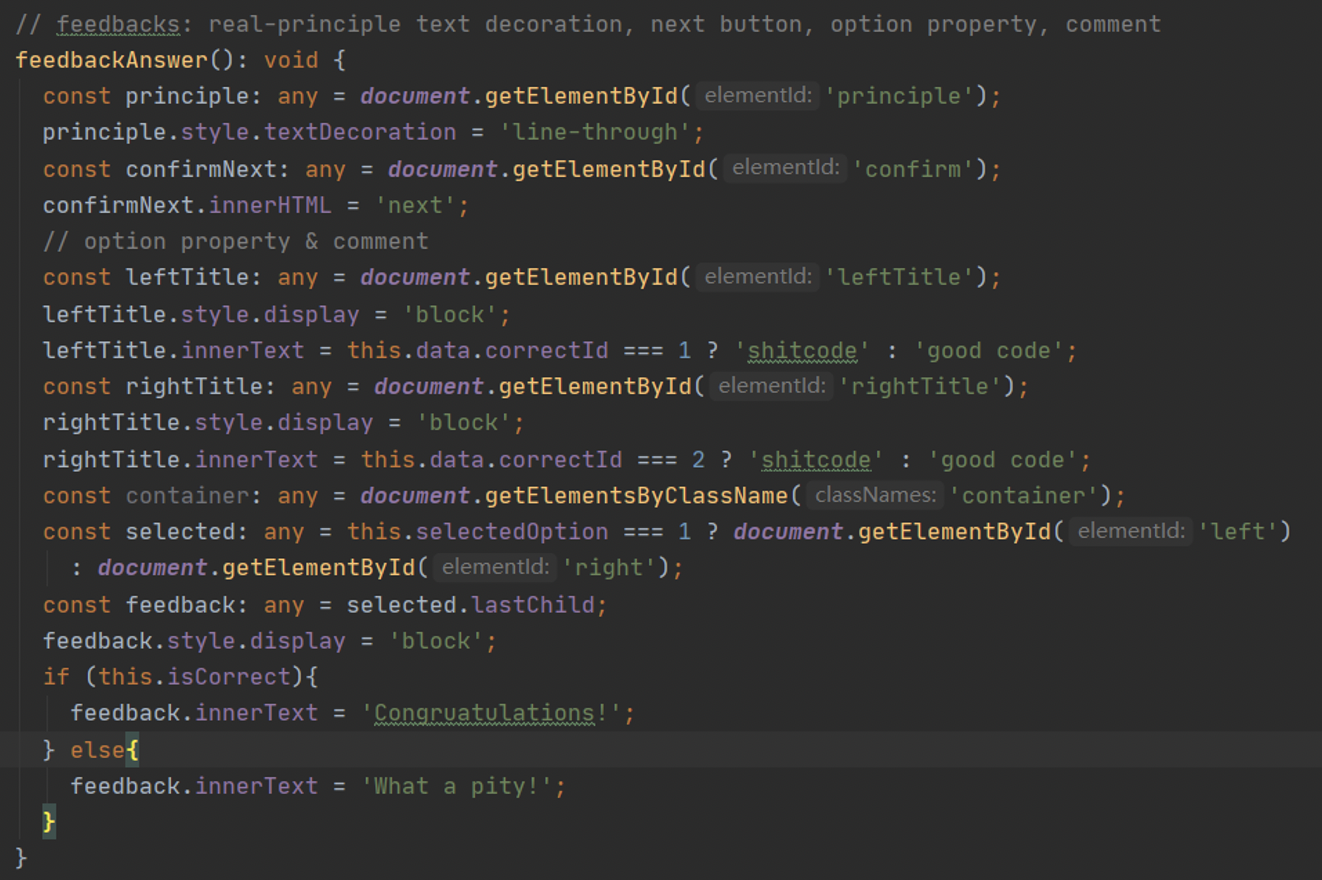 // feedbacks: real-principle text decoration, next button, option property, comment
feedbackAnswer(): void {
const principle: any = document.getElementById( elementId: 'principle');
principle.style.textDecoration = 'line-through';
const confirmNext: any = document.getElementById( elementId: 'confirm');
confirmNext.innerHTML = 'next';
// option property & comment
const leftTitle: any = document.getElementById( elementId: 'leftTitle');
leftTitle.style.display = 'block';
leftTitle.innerText = this.data.correctId === 1 ? 'shitcode' : 'good code';
const rightTitle: any = document.getElementById( elementId: 'rightTitle');
rightTitle.style.display = 'block';
rightTitle.innerText = this.data.correctId === 2 ? 'shitcode' : 'good code';
const container: any = document.getElementsByClassName( classNames: 'container');
const selected: any = this.selectedOption === 1 ? document.getElementById( elementId: 'left')
: document.getElementById( elementId: 'right');
const feedback: any = selected.lastChild;
feedback.style.display = 'block';
if (this.isCorrect){
feedback.innerText = 'Congruatulations!';
} else{
feedback.innerText = 'What a pity!';
}
}